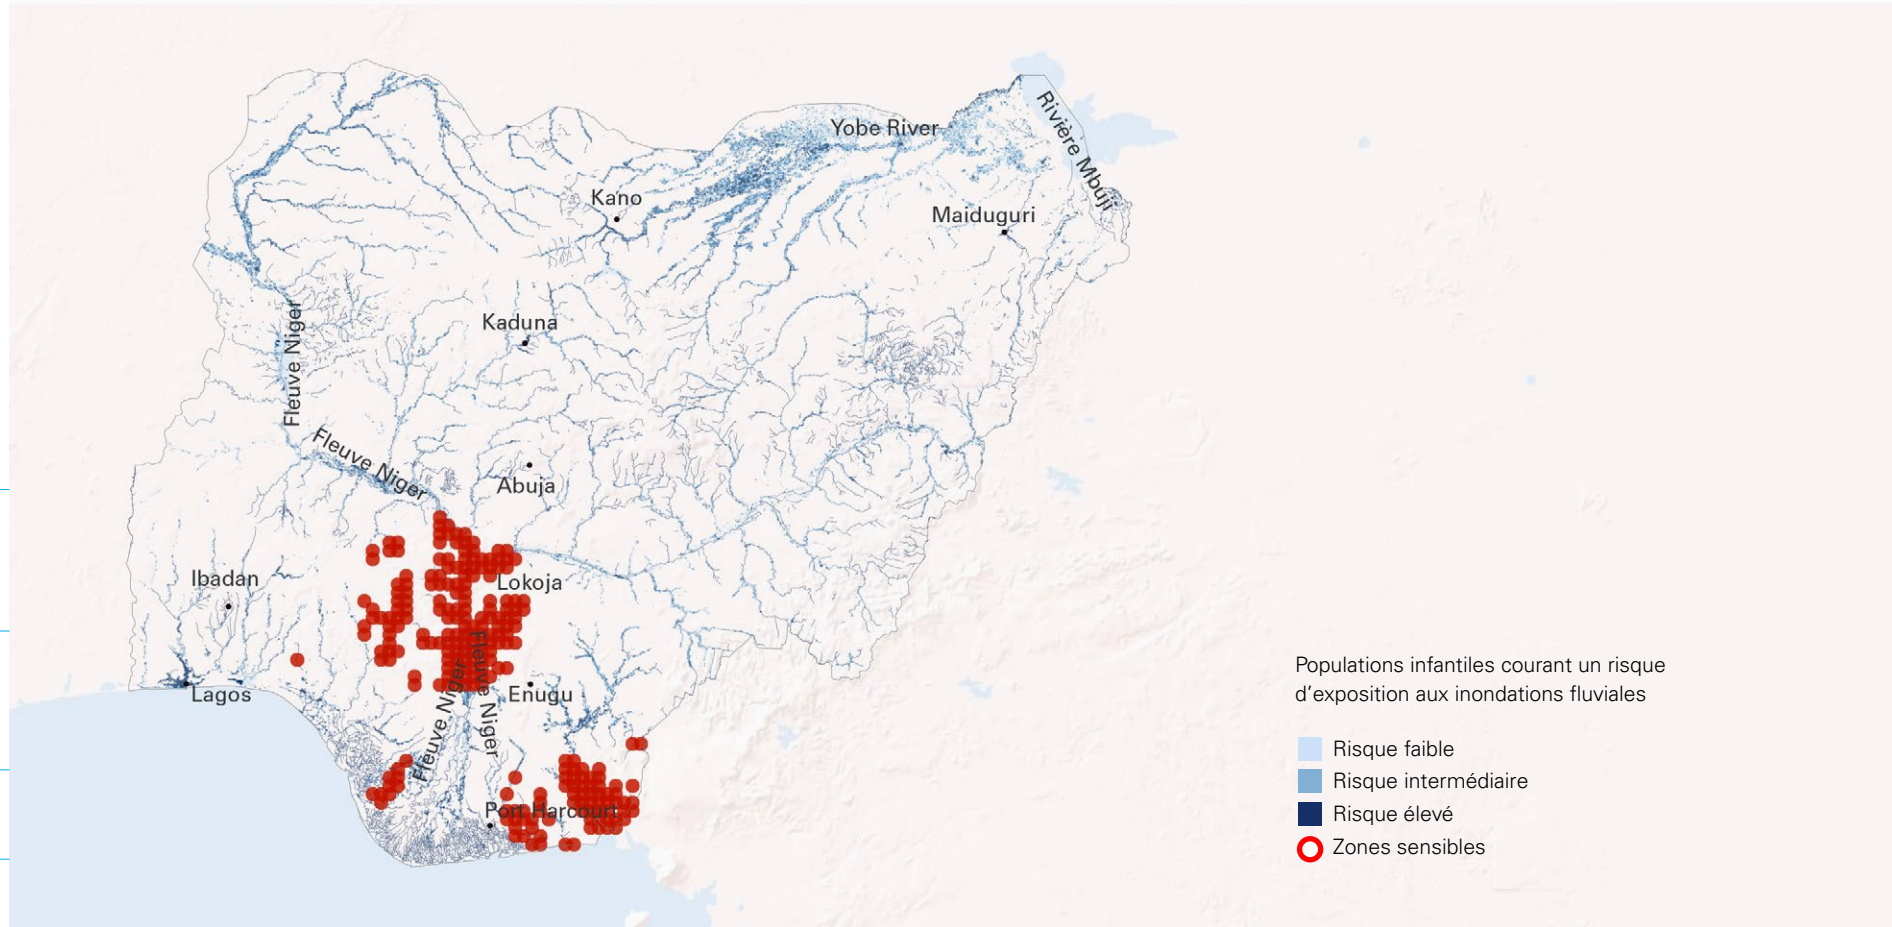 Yobe River
Rivière Mbuji
Kano
Maiduguri
Fleuve Niger
Kaduna
Fleuve Niger
Abuja
Ibadan
Lokoja
Fleuve Niger
Fleuve Niger
Lagos
Enugu
Port Harcourt
Populations infantiles courant un risque
d'exposition aux inondations fluviales
Risque faible
Risque intermédiaire
Risque élevé
Zones sensibles